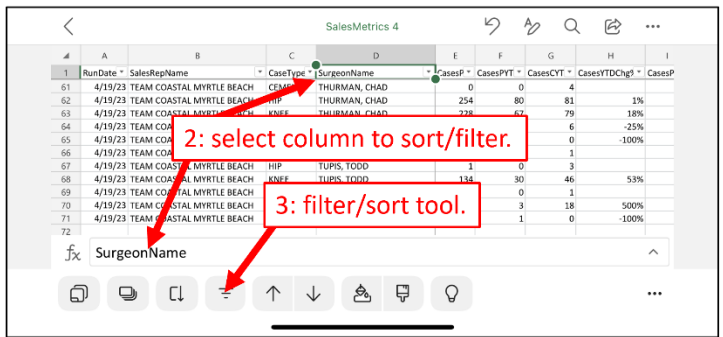 SalesMetrics 4
A B C D E F G H I
1 RunDate SalesRepName CaseType SurgeonName CasesP CasesPYT CasesCYT CasesYTDChg% CasesP
61 4/19/23 TEAM COASTAL MYRTLE BEACH THURMAN, CHAD 0 0 4
62 4/19/23 TEAM COASTAL MYRTLE BEACH HIP THURMAN, CHAD 254 80 81 1%
63 4/19/23 TEAM COASTAL MYRTLE BEACH KNEE THURMAN, CHAD 228 67 79 18%
64 4/19/23 TEAM 6 -25%
65 4/19/23 TEAM 0 -100%
66 4/19/23 TEAM 1
2: select column to sort/filter.
67 4/19/23 TEAM COASTAL MYRTLE BEACH HIP TUPIS, TODD 1 0 3
68 4/19/23 TEAM COASTAL MYRTLE BEACH KNEE TUPIS, TODD 134 30 46 53%
69 4/19/23 TEAM COASTAL MYRTLE BEACH 0 1
70 4/19/23 TEAM COASTAL MYRTLE BEACH 3 18 500%
71 4/19/23 TEAM COASTAL MYRTLE BEACH 1 0 -100%
72
3: filter/sort tool.
fx SurgeonName